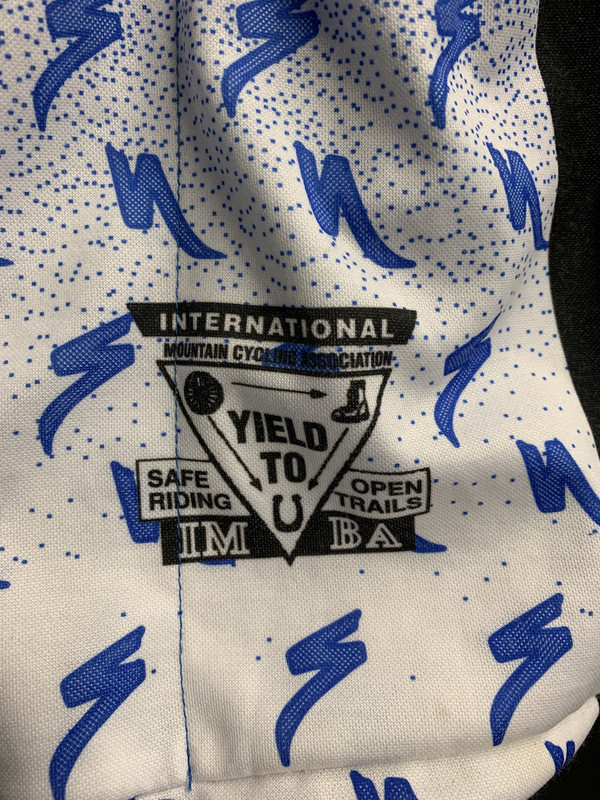 INTERNATIONAL
MOUNTAIN CYCLING ASSOCIATION
YIELD
TO
SAFE
RIDING
OPEN
TRAILS
IM BA